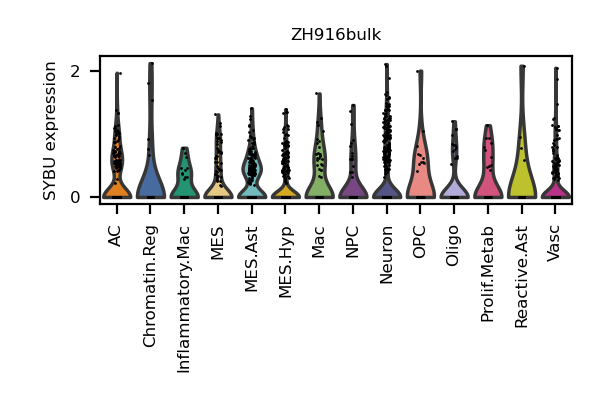 ZH916bulk
SYBU expression
2
0
AC
Chromatin.Reg
Inflammatory.Mac
MES
MES.Ast
MES.Hyp
Mac
NPC
Neuron
OPC
Oligo
Prolif.Metab
Reactive.Ast
Vasc